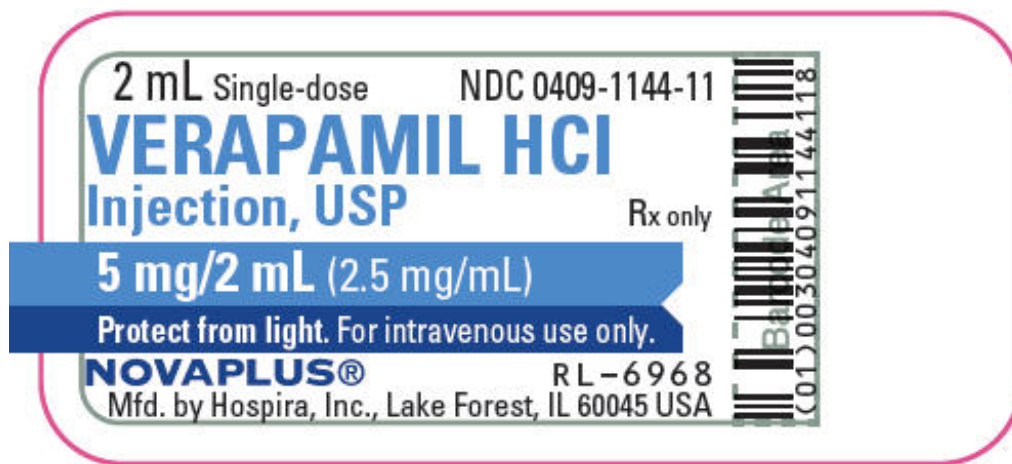 2 mL Single-dose NDC 0409-1144-11
VERAPAMIL HCl
Injection, USP
Rx only
5 mg/2 mL (2.5 mg/mL)
Protect from light. For intravenous use only.
NOVAPLUS® RL-6968
Mfd. by Hospira, Inc., Lake Forest, IL 60045 USA
Barcode Area
(01)00304091144118